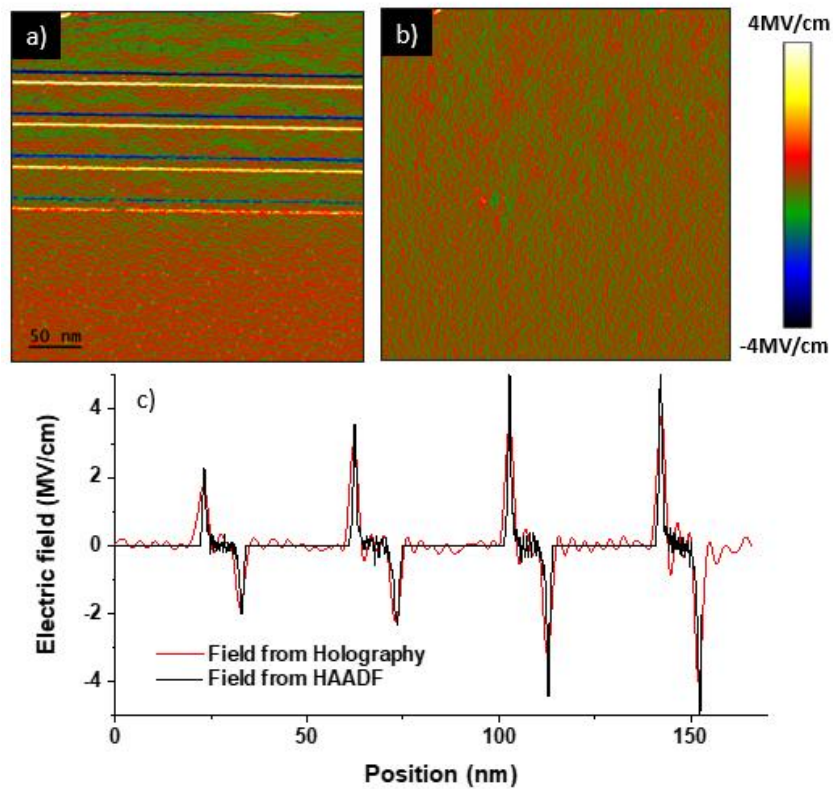 a)
b)
4MV/cm
50 nm
-4MV/cm
c)
Electric field (MV/cm)
4
2
0
-2
-4
Field from Holography
Field from HAADF
0 50 100 150
Position (nm)